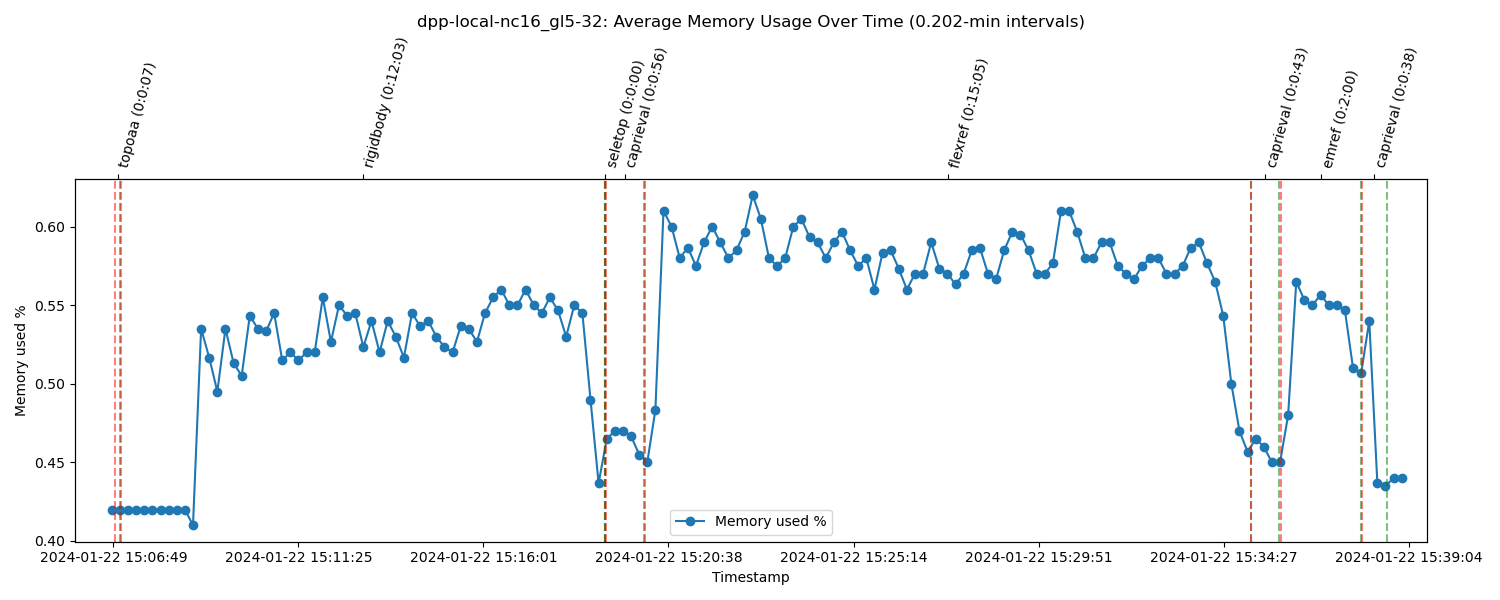 dpp-local-nc16_gl5-32: Average Memory Usage Over Time (0.202-min intervals)
topoaa (0:0:07)
rigidbody (0:12:03)
seletop (0:0:00)
caprieval (0:0:56)
flexref (0:15:05)
caprieval (0:0:43)
emref (0:2:00)
caprieval (0:0:38)
Memory used %
0.60
0.55
0.50
0.45
0.40
Memory used %
2024-01-22 15:06:49
2024-01-22 15:11:25
2024-01-22 15:16:01
2024-01-22 15:20:38
2024-01-22 15:25:14
2024-01-22 15:29:51
2024-01-22 15:34:27
2024-01-22 15:39:04
Timestamp